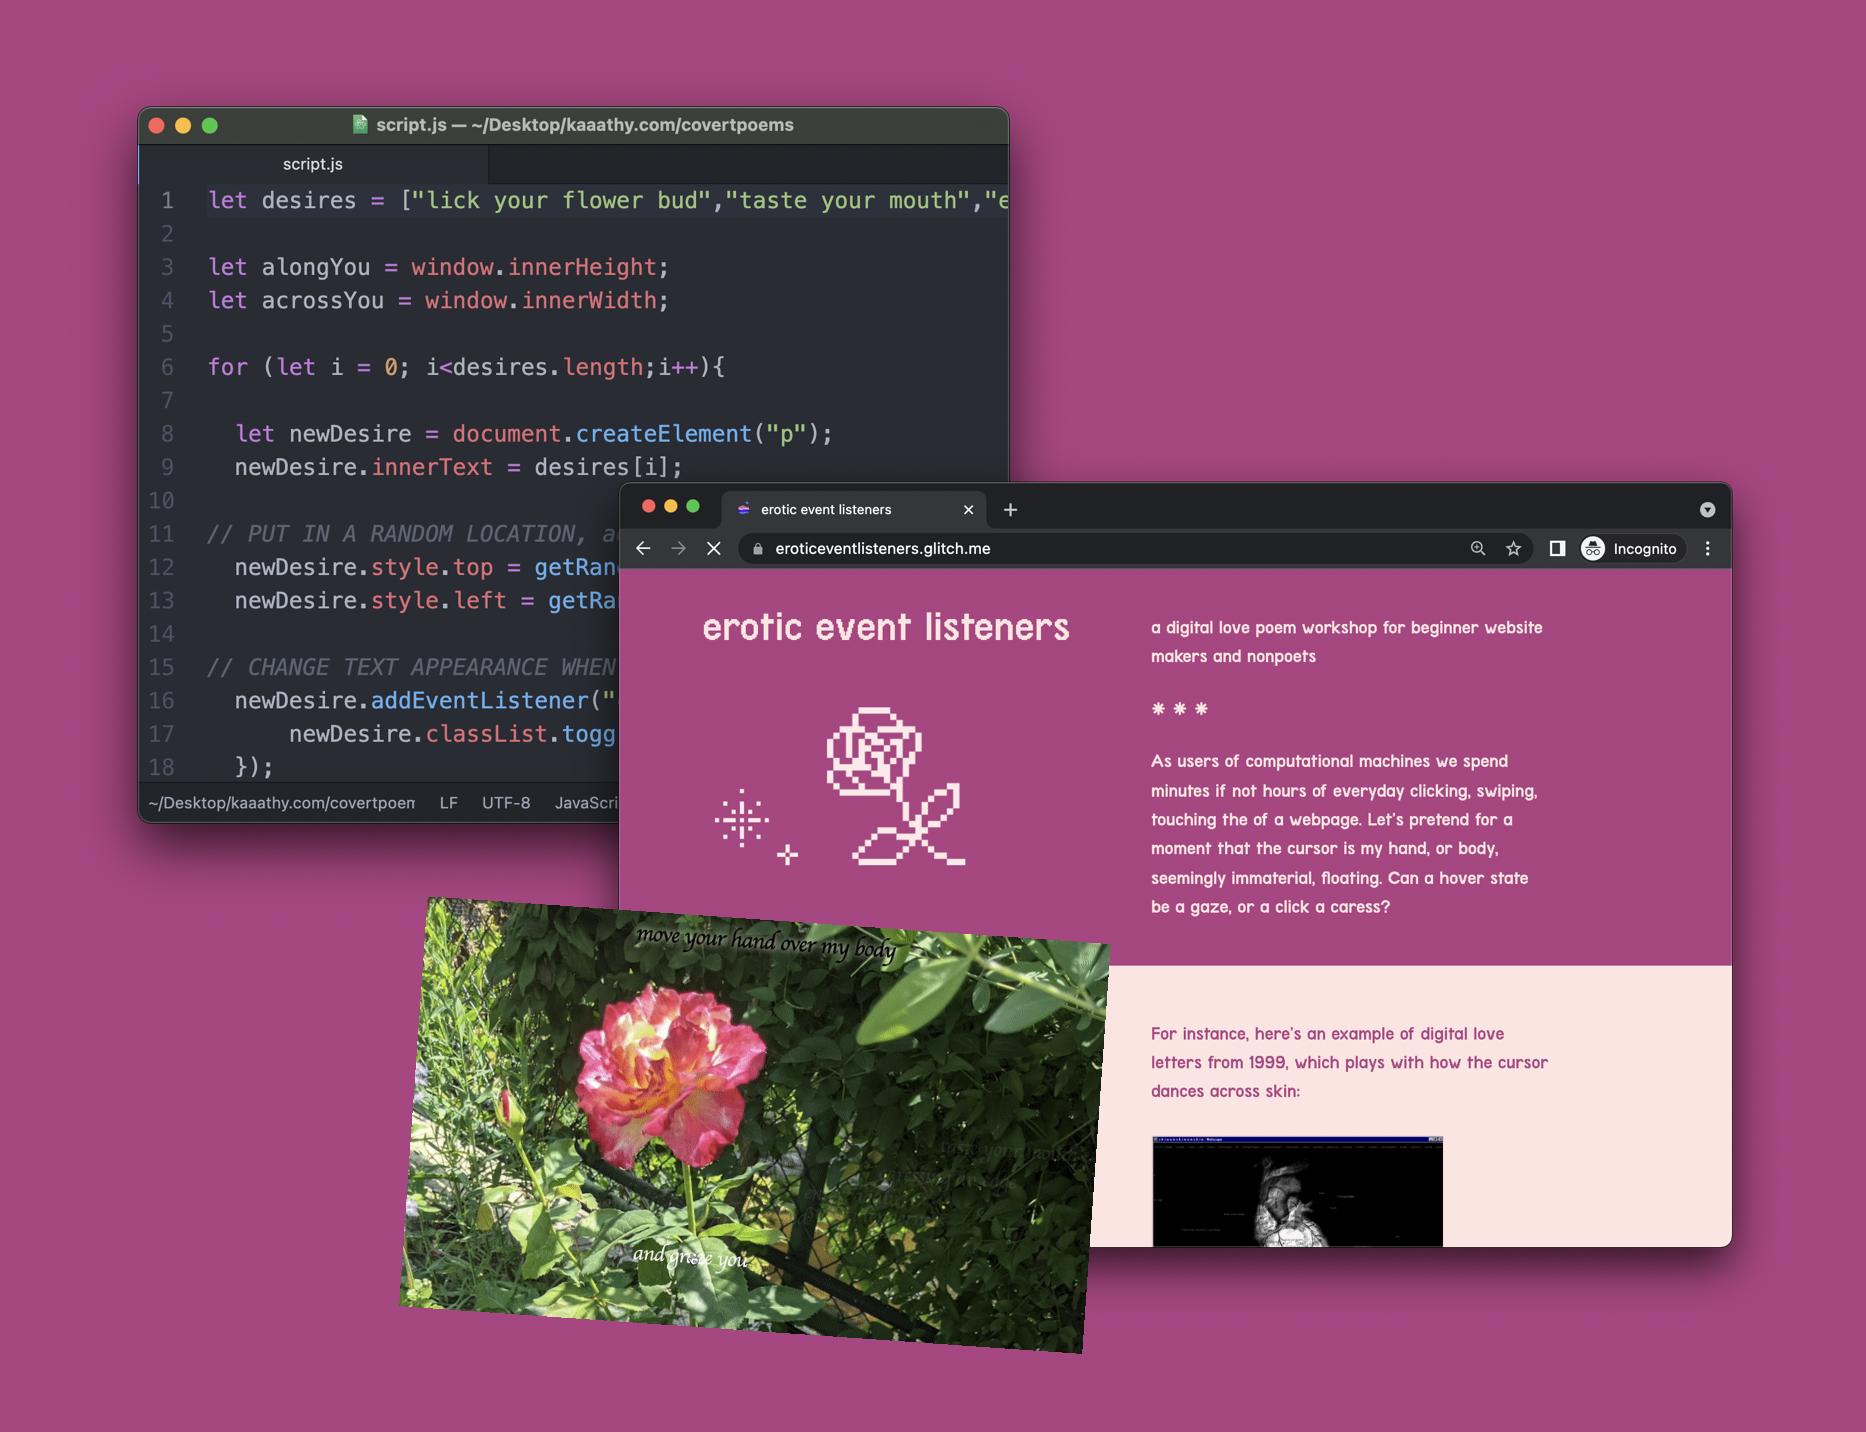 script.js — ~/Desktop/kaaathy.com/covertpoems
script.js
1 let desires = ["lick your flower bud","taste your mouth","e
2
3 let alongYou = window.innerHeight;
4 let acrossYou = window.innerWidth;
5
6 for (let i = 0; i<desires.length;i++){
7
8 let newDesire = document.createElement("p");
9 newDesire.innerText = desires[i];
10
11 // PUT IN A RANDOM LOCATION, a
12 newDesire.style.top = getRan
13 newDesire.style.left = getRa
14
15 // CHANGE TEXT APPEARANCE WHEN
16 newDesire.addEventListener("
17 newDesire.classList.togg
18 });
~/Desktop/kaaathy.com/covertpoem LF UTF-8 JavaScri
erotic event listeners
eroticeventlisteners.glitch.me
Incognito
erotic event listeners
a digital love poem workshop for beginner website
makers and nonpoets
* * *
As users of computational machines we spend
minutes if not hours of everyday clicking, swiping,
touching the of a webpage. Let's pretend for a
moment that the cursor is my hand, or body,
seemingly immaterial, floating. Can a hover state
be a gaze, or a click a caress?
For instance, here's an example of digital love
letters from 1999, which plays with how the cursor
dances across skin:
move your hand over my body
taste your mouth
and graze you